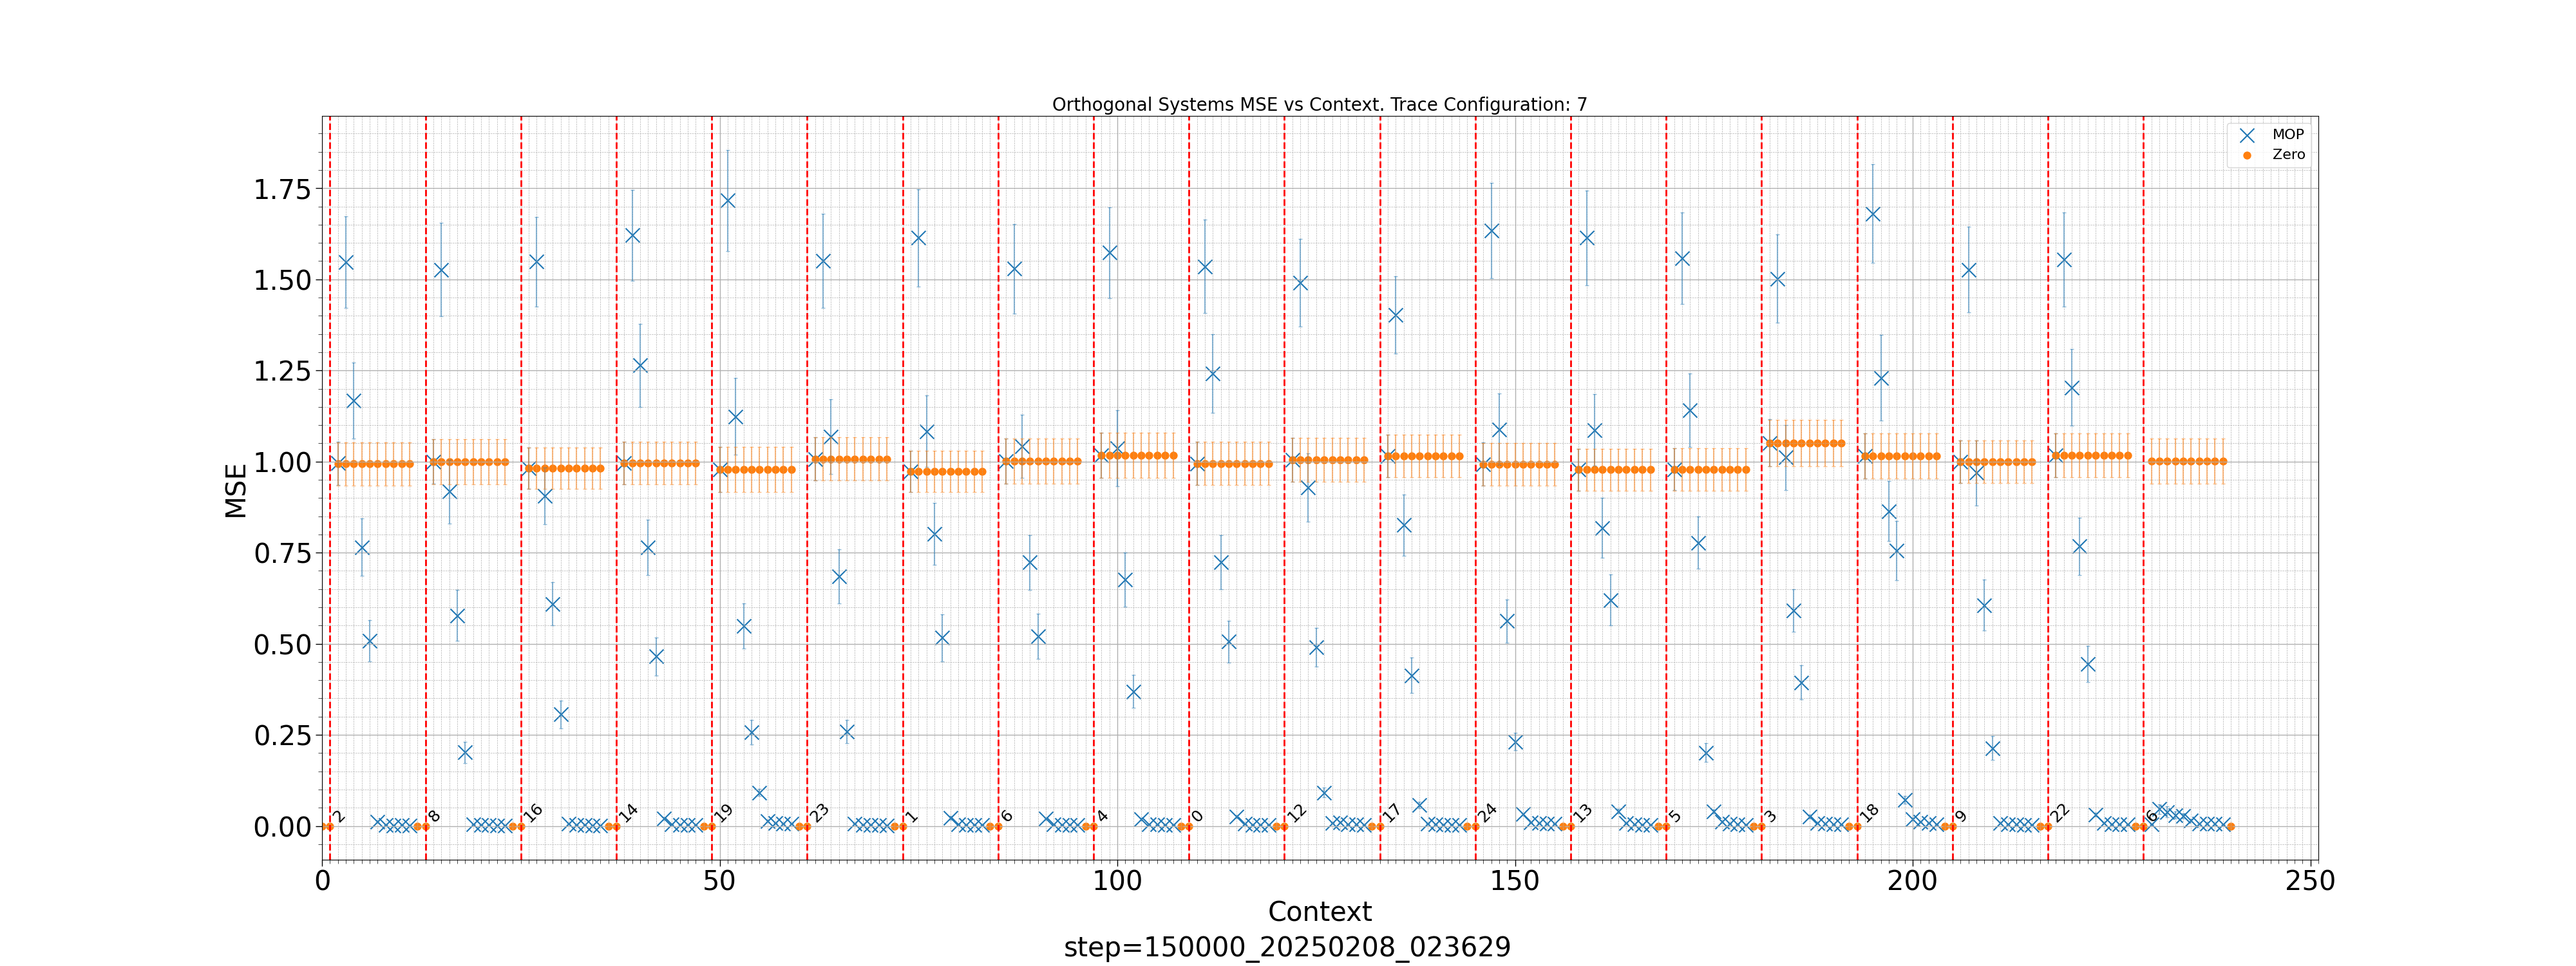 Orthogonal Systems MSE vs Context. Trace Configuration: 7
MOP
Zero
1.75
1.50
1.25
1.00
0.75
0.50
0.25
0.00
MSE
2 8 16 14 19 23 1 6 4 0 12 17 24 13 5 3 18 9 22 6
0 50 100 150 200 250
Context
step=150000_20250208_023629